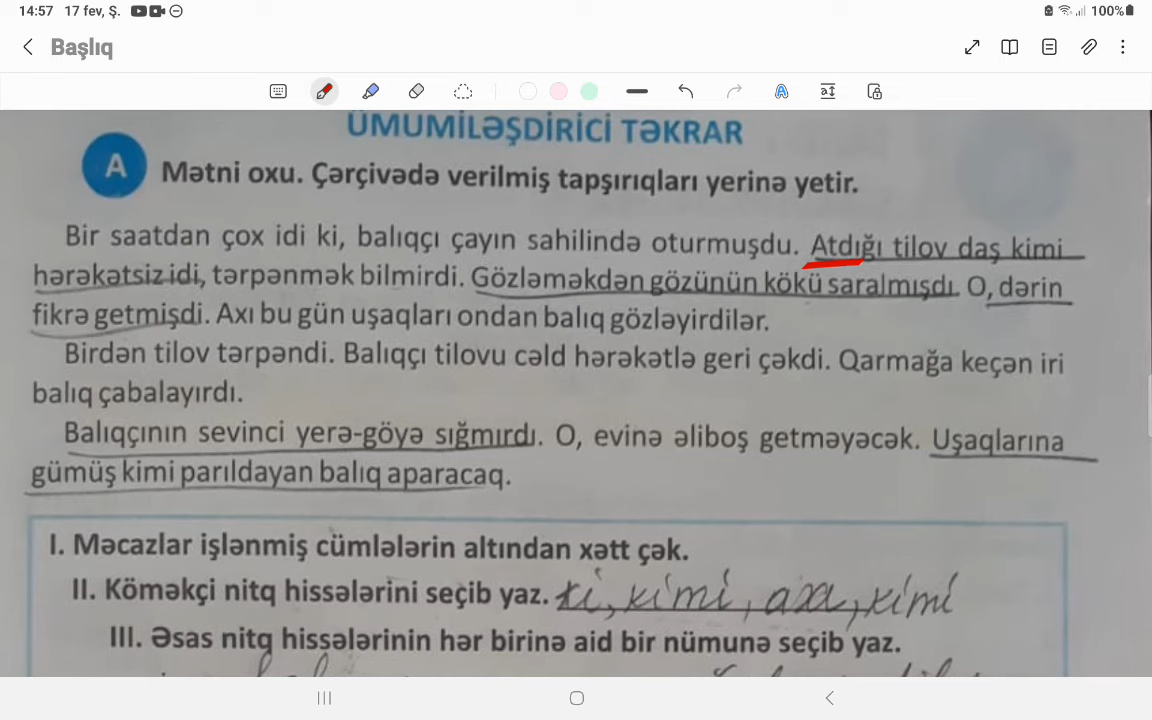 14:57 17 fev, Ş. 100%
Başlıq
ÜMUMİLƏŞDİRİCİ TƏKRAR
A Mətni oxu. Çərçivədə verilmiş tapşırıqları yerinə yetir.
Bir saatdan çox idi ki, balıqçı çayın sahilində oturmuşdu. Atdığı tilov daş kimi
hərəkətsiz idi, tərpənmək bilmirdi. Gözləməkdən gözünün kökü saralmışdı. O, dərin
fikrə getmişdi. Axı bu gün uşaqları ondan balıq gözləyirdilər.
Birdən tilov tərpəndi. Balıqçı tilovu cəld hərəkətlə geri çəkdi. Qarmağa keçən iri
balıq çabalayırdı.
Balıqçının sevinci yerə-göyə sığmırdı. O, evinə əliboş getməyəcək. Uşaqlarına
gümüş kimi parıldayan balıq aparacaq.
I. Məcazlar işlənmiş cümlələrin altından xətt çək.
II. Köməkçi nitq hissələrini seçib yaz. ki, kimi, axı, kimi
III. Əsas nitq hissələrinin hər birinə aid bir nümunə seçib yaz.